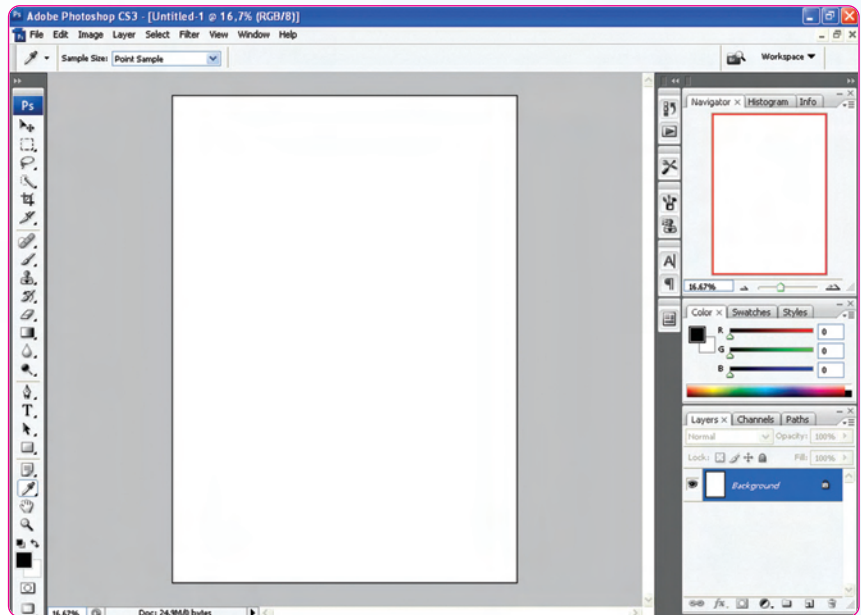 Adobe Photoshop CS3 - [Untitled-1 @ 16,7% (RGB/8)]
File Edit Image Layer Select Filter View Window Help
Sample Size: Point Sample
Workspace
Ps
Navigator × Histogram Info
16.67%
Color × Swatches Styles
R 0
G 0
B 0
Layers × Channels Paths
Normal Opacity: 100%
Lock: Fill: 100%
Background
16.67% Doc: 24,9M/0 bytes